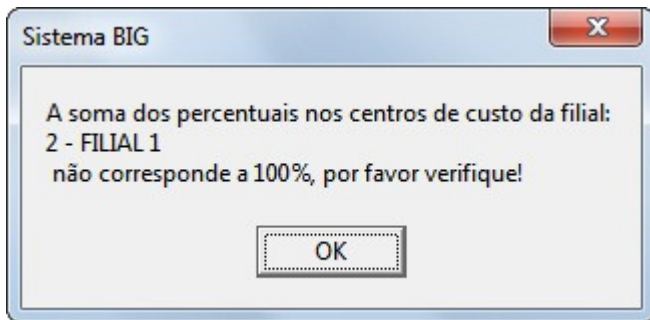 Sistema BIG
A soma dos percentuais nos centros de custo da filial:
2 - FILIAL 1
não corresponde a 100%, por favor verifique!
OK